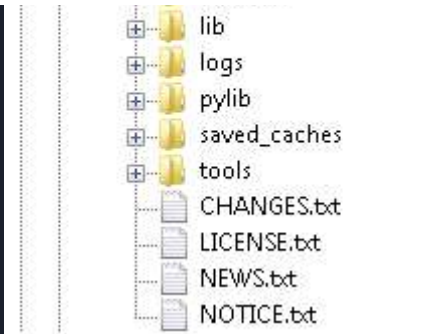 lib
logs
pylib
saved_caches
tools
CHANGES.txt
LICENSE.txt
NEWS.txt
NOTICE.txt